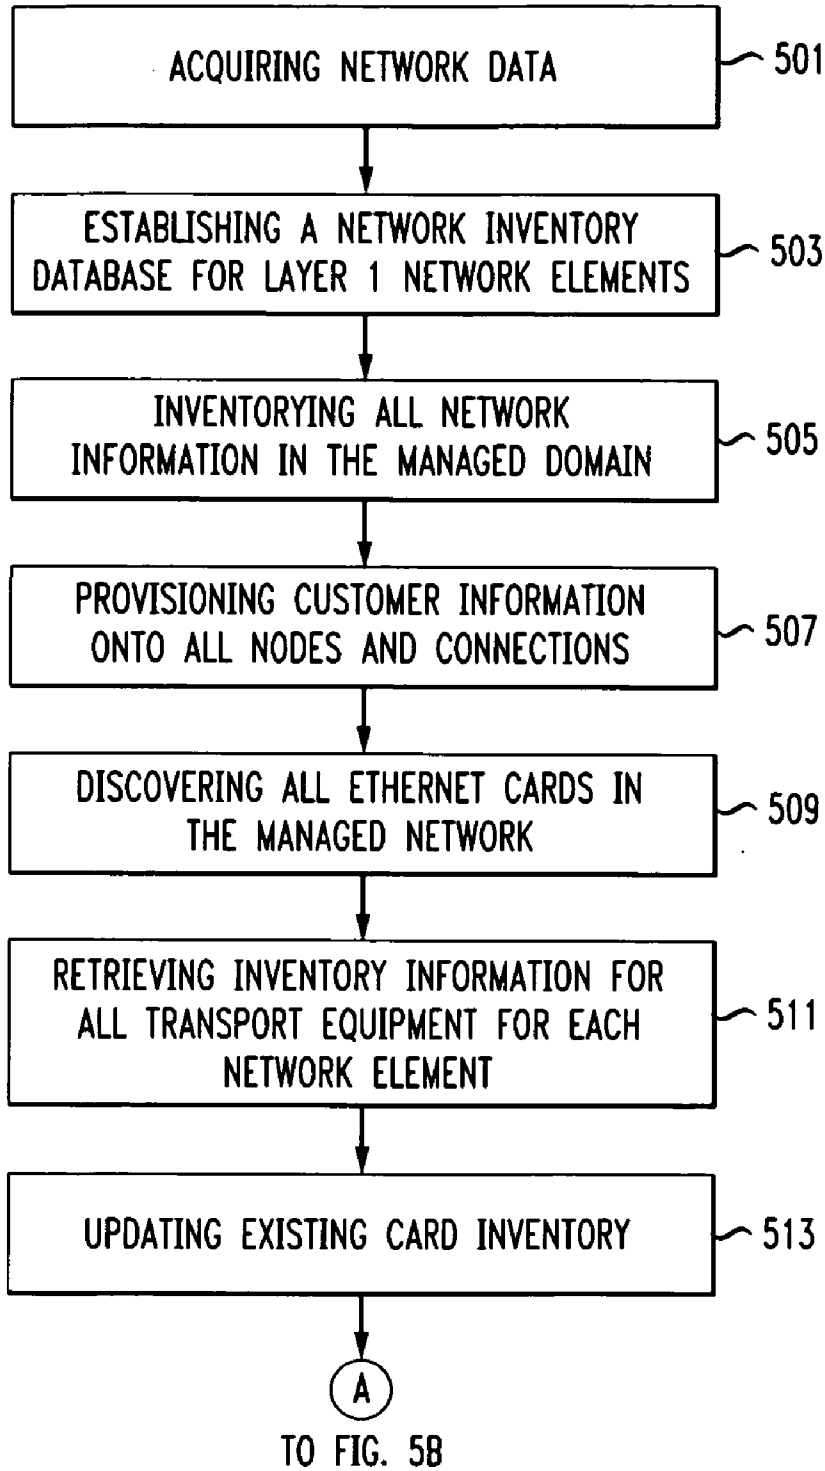 ACQUIRING NETWORK DATA
501
ESTABLISHING A NETWORK INVENTORY
DATABASE FOR LAYER 1 NETWORK ELEMENTS
503
INVENTORYING ALL NETWORK
INFORMATION IN THE MANAGED DOMAIN
505
PROVISIONING CUSTOMER INFORMATION
ONTO ALL NODES AND CONNECTIONS
507
DISCOVERING ALL ETHERNET CARDS IN
THE MANAGED NETWORK
509
RETRIEVING INVENTORY INFORMATION FOR
ALL TRANSPORT EQUIPMENT FOR EACH
NETWORK ELEMENT
511
UPDATING EXISTING CARD INVENTORY
513
A
TO FIG. 5B